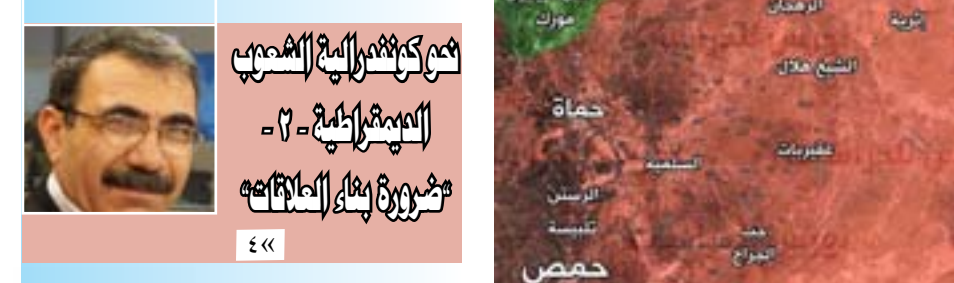 نحو كونفدرالية الشعوب
الديمقراطية - ٢ -
“ضرورة بناء العلاقات“
٤ »
مورك
الرهجان
إثرية
الشيخ هلال
حماة
عقيربات
السلمية
الرستن
تلبيسة
جب
الجراح
حمص